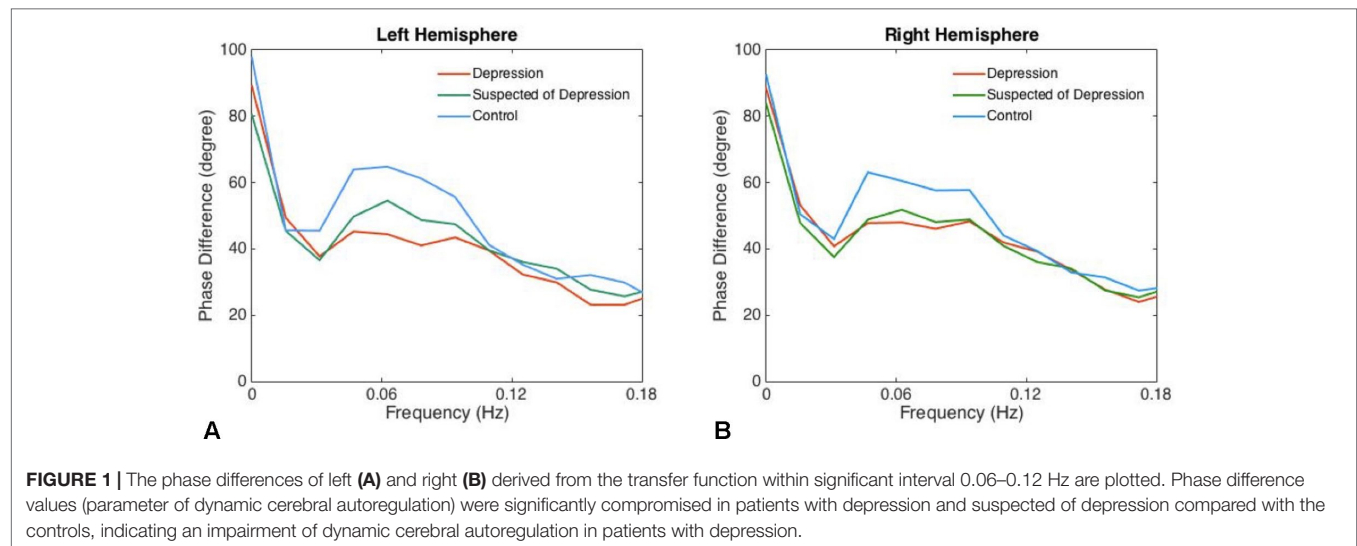 Left Hemisphere
100
80
60
40
20
0
Phase Difference (degree)
Depression
Suspected of Depression
Control
0
0.06
0.12
0.18
Frequency (Hz)
A
Right Hemisphere
100
80
60
40
20
0
Phase Difference (degree)
Depression
Suspected of Depression
Control
0
0.06
0.12
0.18
Frequency (Hz)
B
FIGURE 1 | The phase differences of left (A) and right (B) derived from the transfer function within significant interval 0.06–0.12 Hz are plotted. Phase difference
values (parameter of dynamic cerebral autoregulation) were significantly compromised in patients with depression and suspected of depression compared with the
controls, indicating an impairment of dynamic cerebral autoregulation in patients with depression.